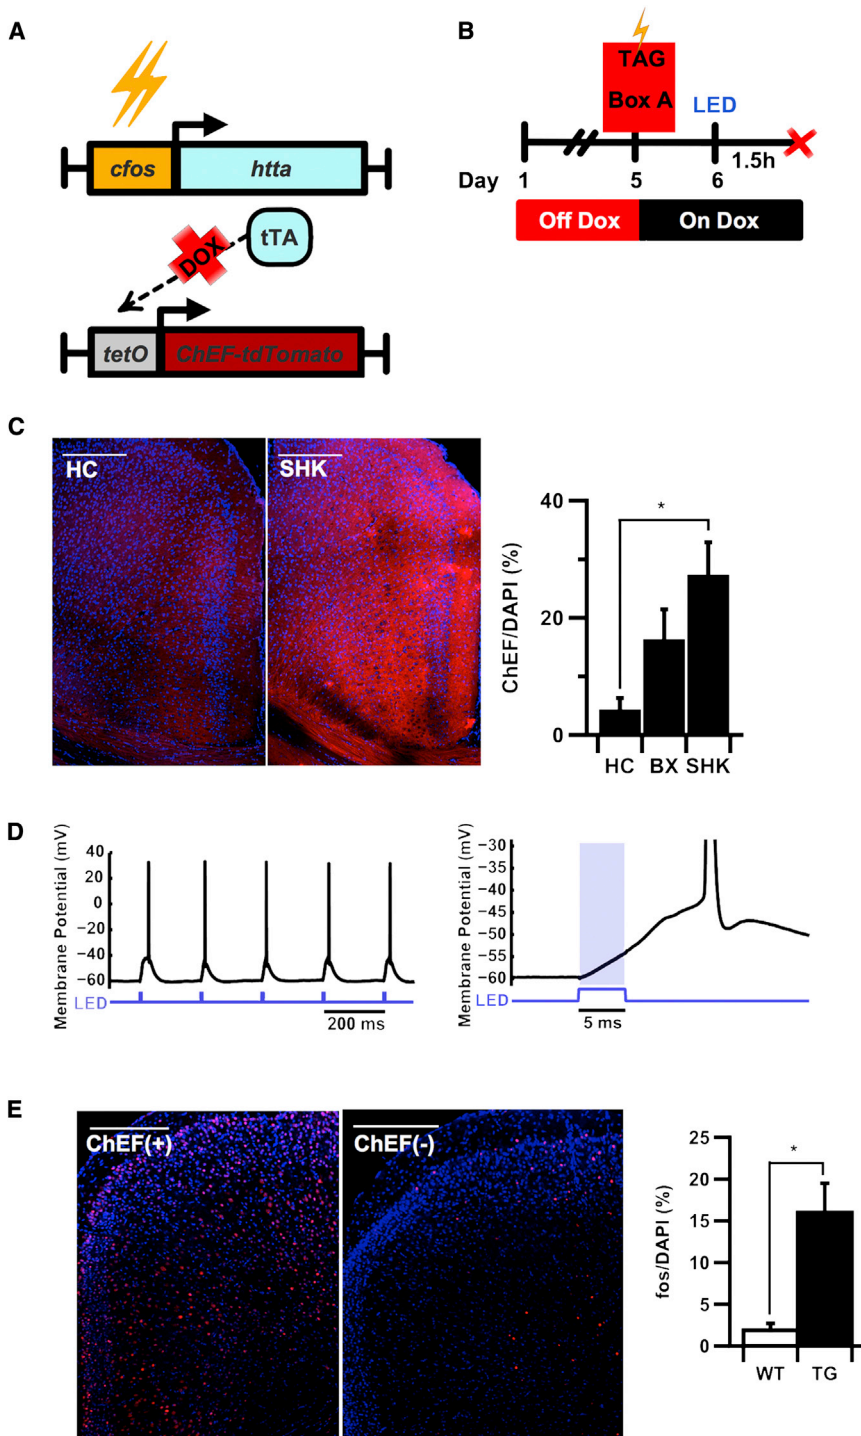 A
cfos
htta
DOX
tTA
tetO
ChEF-tdTomato
B
TAG
Box A
LED
1.5h
Day
1
5
6
Off Dox
On Dox
C
HC
SHK
ChEF/DAPI (%)
40
20
0
*
HC
BX
SHK
D
Membrane Potential (mV)
40
20
0
−20
−40
−60
LED
200 ms
Membrane Potential (mV)
−30
−35
−40
−45
−50
−55
−60
LED
5 ms
E
ChEF(+)
ChEF(-)
fos/DAPI (%)
25
20
15
10
5
0
*
WT
TG